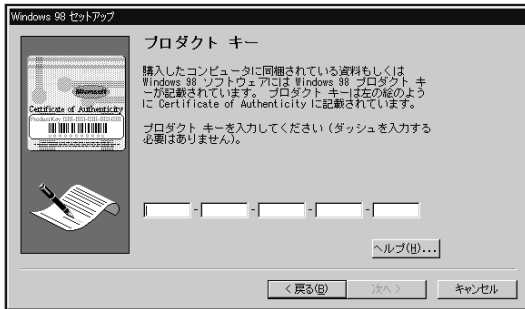 Windows 98 セットアップ
プロダクト キー
購入したコンピュータに同梱されている資料もしくは
Windows 98 ソフトウェアには Windows 98 プロダクト キ
ーが記載されています。 プロダクト キーは左の絵のよう
に Certificate of Authenticity に記載されています。
プロダクト キーを入力してください (ダッシュを入力する
必要はありません)。
Microsoft
Certificate of Authenticity
- - - -
ヘルプ(H)...
< 戻る(B)
次へ >
キャンセル